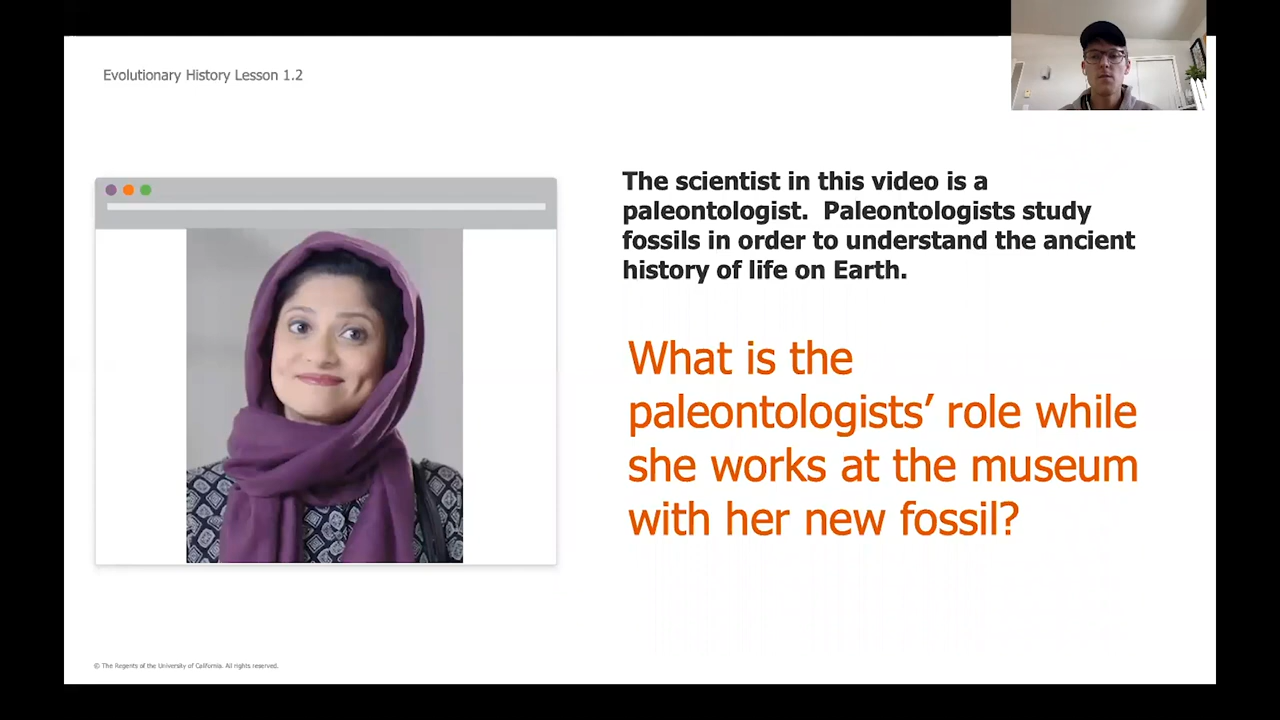 Evolutionary History Lesson 1.2
The scientist in this video is a
paleontologist.  Paleontologists study
fossils in order to understand the ancient
history of life on Earth.
What is the
paleontologists’ role while
she works at the museum
with her new fossil?
© The Regents of the University of California. All rights reserved.